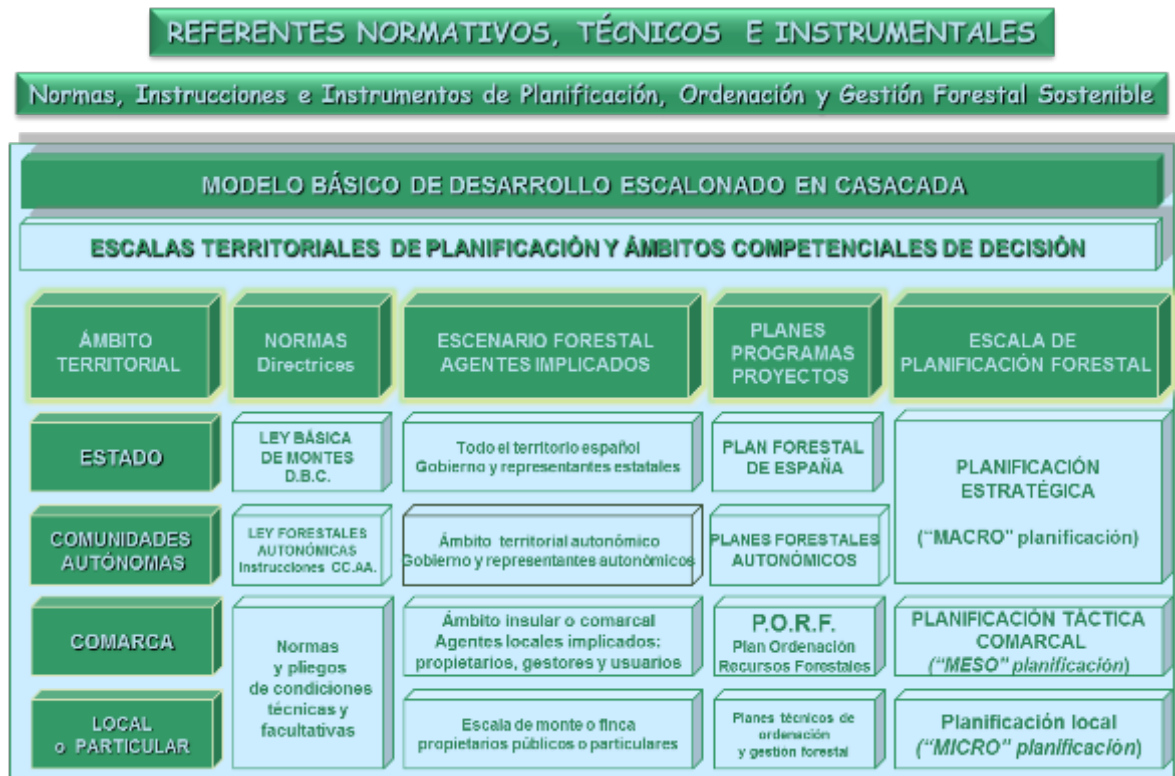 REFERENTES NORMATIVOS, TÉCNICOS E INSTRUMENTALES
Normas, Instrucciones e Instrumentos de Planificación, Ordenación y Gestión Forestal Sostenible
MODELO BÁSICO DE DESARROLLO ESCALONADO EN CASACADA
ESCALAS TERRITORIALES DE PLANIFICACIÓN Y ÁMBITOS COMPETENCIALES DE DECISIÓN
ÁMBITO
TERRITORIAL
NORMAS
Directrices
ESCENARIO FORESTAL
AGENTES IMPLICADOS
PLANES
PROGRAMAS
PROYECTOS
ESCALA DE
PLANIFICACIÓN FORESTAL
ESTADO
LEY BÁSICA
DE MONTES
D.B.C.
Todo el territorio español
Gobierno y representantes estatales
PLAN FORESTAL
DE ESPAÑA
PLANIFICACIÓN
ESTRATÉGICA
("MACRO" planificación)
COMUNIDADES
AUTÓNOMAS
LEY FORESTALES
AUTONÓMICAS
Instrucciones CC.AA.
Ámbito territorial autonómico
Gobierno y representantes autonómicos
PLANES FORESTALES
AUTONÓMICOS
COMARCA
Normas
y pliegos
de condiciones
técnicas y
facultativas
Ámbito insular o comarcal
Agentes locales implicados:
propietarios, gestores y usuarios
P.O.R.F.
Plan Ordenación
Recursos Forestales
PLANIFICACIÓN TÁCTICA
COMARCAL
("MESO" planificación)
LOCAL
o PARTICULAR
Escala de monte o finca
propietarios públicos o particulares
Planes técnicos de
ordenación
y gestión forestal
Planificación local
("MICRO" planificación)